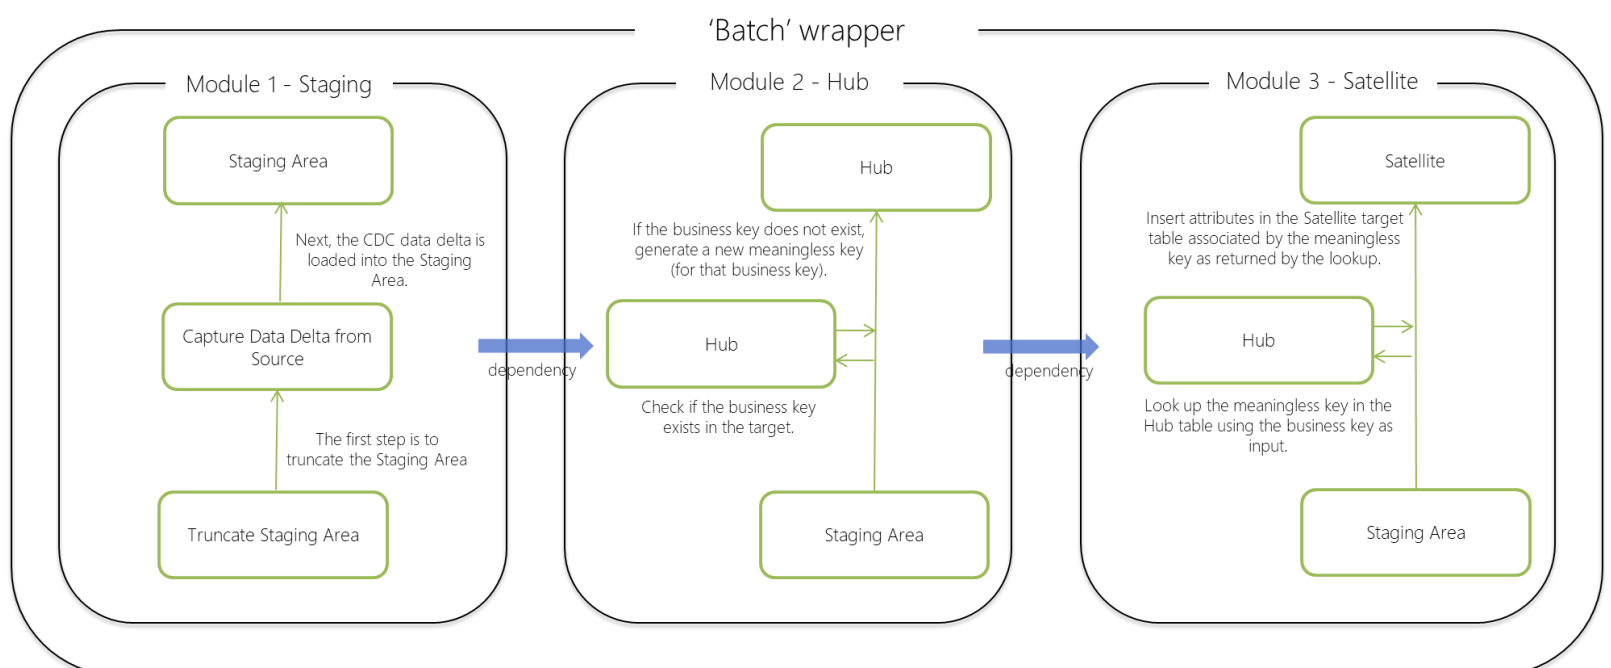 ‘Batch’ wrapper
Module 1 - Staging
Staging Area
Next, the CDC data delta is
loaded into the Staging
Area.
Capture Data Delta from
Source
The first step is to
truncate the Staging Area
Truncate Staging Area
dependency
Module 2 - Hub
Hub
If the business key does not exist,
generate a new meaningless key
(for that business key).
Hub
Check if the business key
exists in the target.
Staging Area
dependency
Module 3 - Satellite
Satellite
Insert attributes in the Satellite target
table associated by the meaningless
key as returned by the lookup.
Hub
Look up the meaningless key in the
Hub table using the business key as
input.
Staging Area